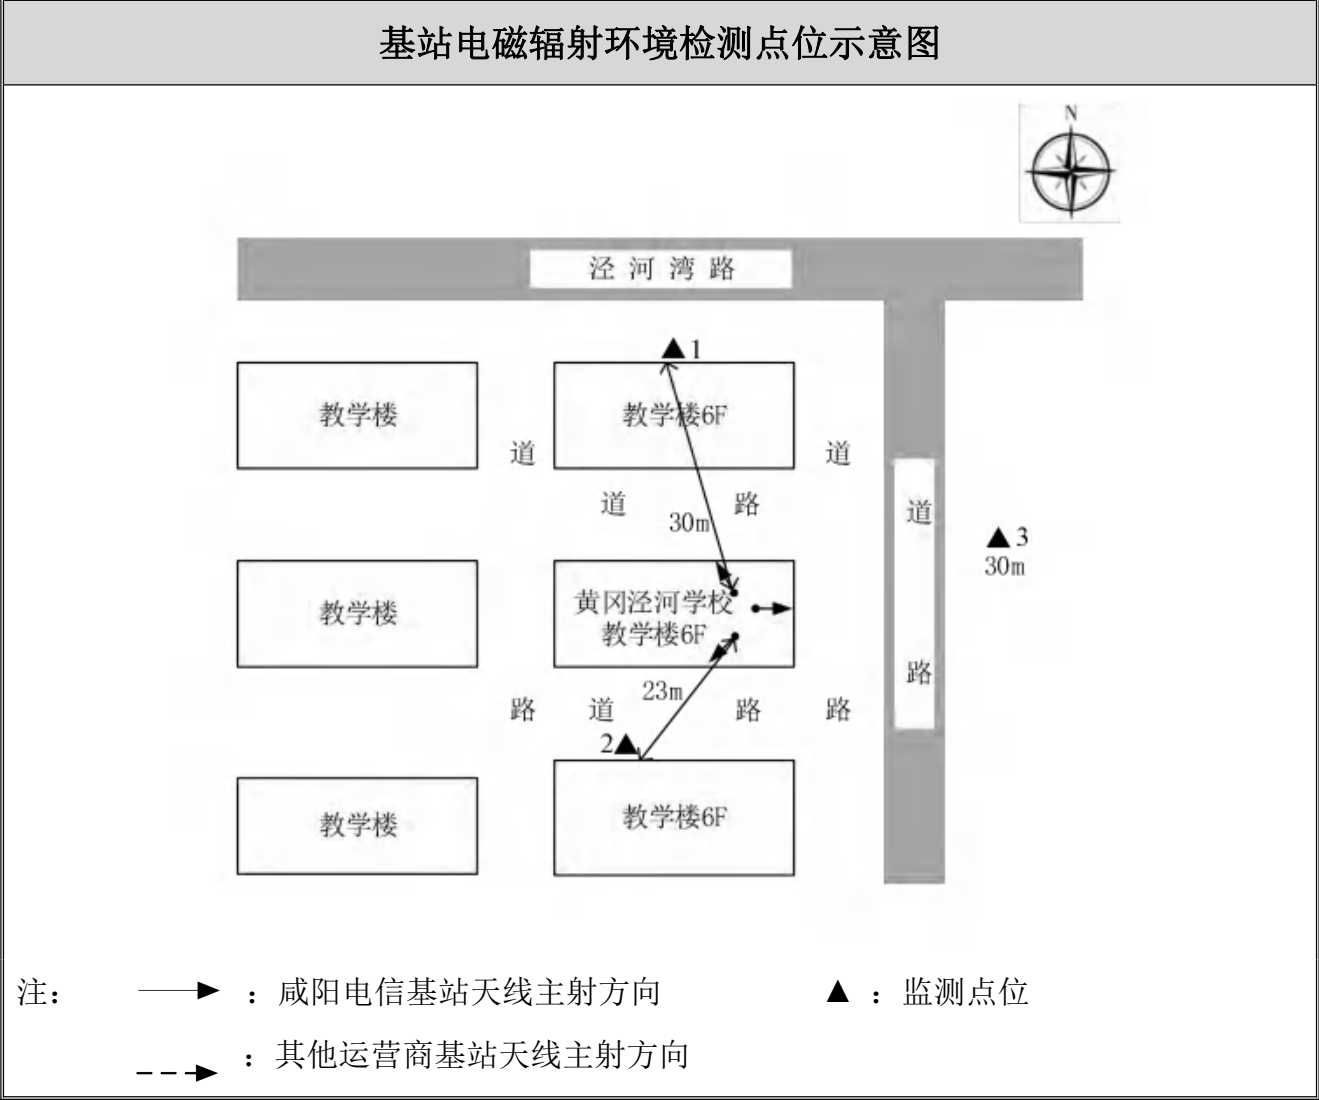 基站电磁辐射环境检测点位示意图
N
泾河湾路
▲1
教学楼
教学楼6F
道
道
道
路
30m
道
▲3
30m
教学楼
黄冈泾河学校
教学楼6F
路
23m
路
道
路
路
2▲
教学楼
教学楼6F
注：
：咸阳电信基站天线主射方向
▲：监测点位
：其他运营商基站天线主射方向